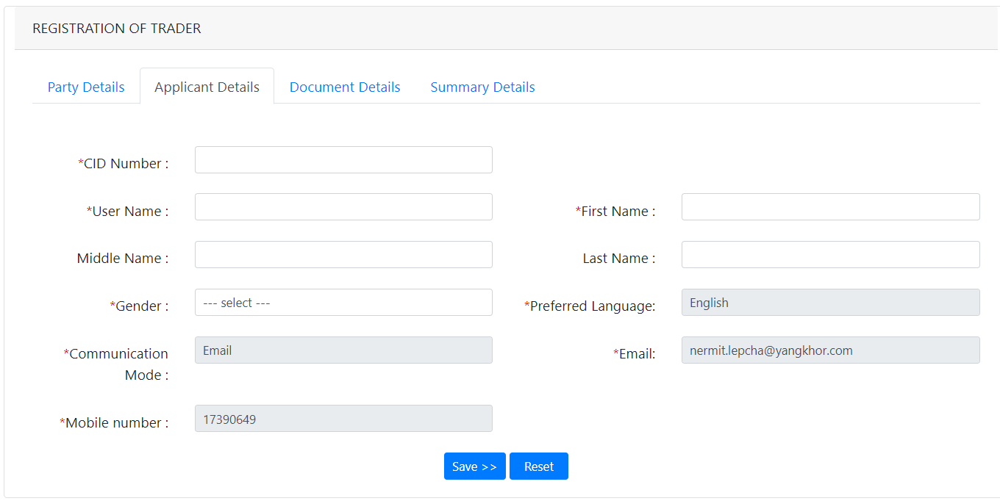 REGISTRATION OF TRADER
Party Details Applicant Details Document Details Summary Details
*CID Number :
*User Name : *First Name :
Middle Name : Last Name :
*Gender : --- select --- *Preferred Language: English
*Communication Email *Email: nermit.lepcha@yangkhor.com
Mode :
*Mobile number : 17390649
Save >> Reset